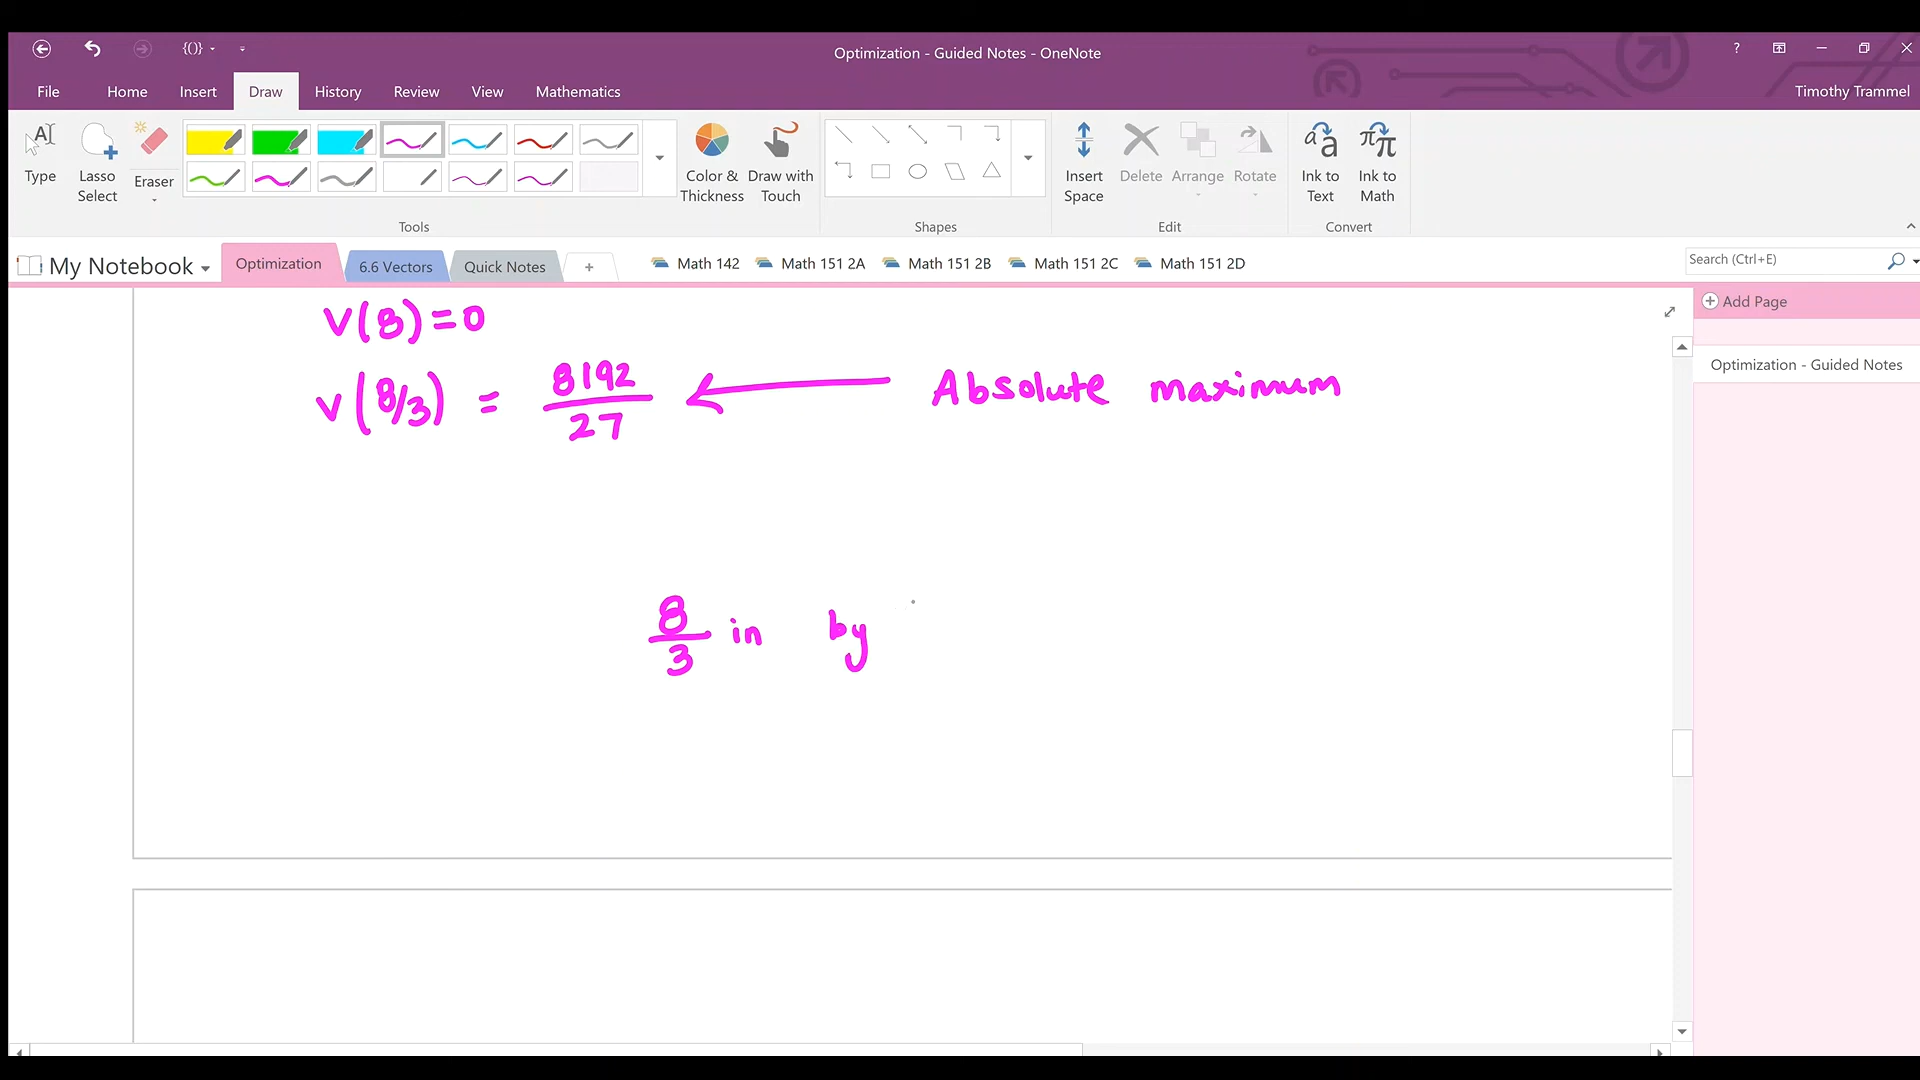 Optimization - Guided Notes - OneNote
?
File Home Insert Draw History Review View Mathematics
Timothy Trammel
Type
Lasso Select
Eraser
Color & Thickness
Draw with Touch
Insert Space
Delete
Arrange
Rotate
Ink to Text
Ink to Math
Tools
Shapes
Edit
Convert
My Notebook
Optimization
6.6 Vectors
Quick Notes
+
Math 142
Math 151 2A
Math 151 2B
Math 151 2C
Math 151 2D
Search (Ctrl+E)
Add Page
Optimization - Guided Notes
V(8)=0
V(8/3) = 8192/27 ← Absolute maximum
8/3 in by